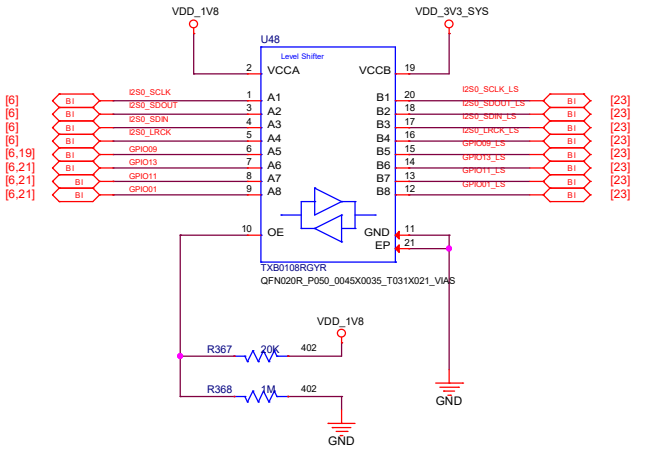 VDD_1V8 VDD_3V3_SYS
U48
Level Shifter
2 VCCA VCCB 19
[6] BI I2S0_SCLK 1 A1 B1 20 I2S0_SCLK_LS BI [23]
[6] BI I2S0_SDOUT 3 A2 B2 18 I2S0_SDOUT_LS BI [23]
[6] BI I2S0_SDIN 4 A3 B3 17 I2S0_SDIN_LS BI [23]
[6] BI I2S0_LRCK 5 A4 B4 16 I2S0_LRCK_LS BI [23]
[6,19] BI GPIO09 6 A5 B5 15 GPIO09_LS BI [23]
[6,21] BI GPIO13 7 A6 B6 14 GPIO13_LS BI [23]
[6,21] BI GPIO11 8 A7 B7 13 GPIO11_LS BI [23]
[6,21] BI GPIO01 9 A8 B8 12 GPIO01_LS BI [23]
10 OE GND 11
EP 21
TXB0108RGYR
QFN020R_P050_0045X0035_T031X021_VIAS
VDD_1V8
R367 20K 402
R368 1M 402
GND
GND